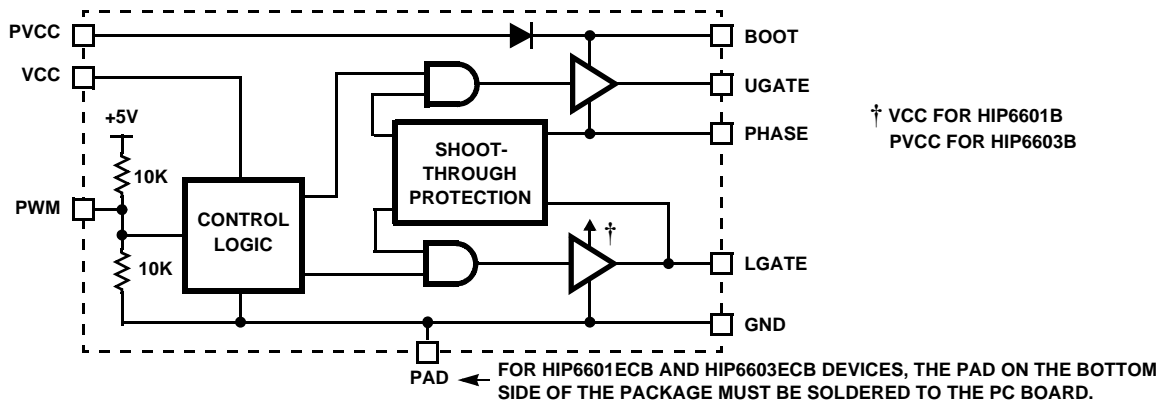 PVCC
BOOT
VCC
UGATE
+5V
† VCC FOR HIP6601B
PVCC FOR HIP6603B
10K
SHOOT-
THROUGH
PROTECTION
PHASE
PWM
CONTROL
LOGIC
†
10K
LGATE
GND
PAD
FOR HIP6601ECB AND HIP6603ECB DEVICES, THE PAD ON THE BOTTOM
SIDE OF THE PACKAGE MUST BE SOLDERED TO THE PC BOARD.